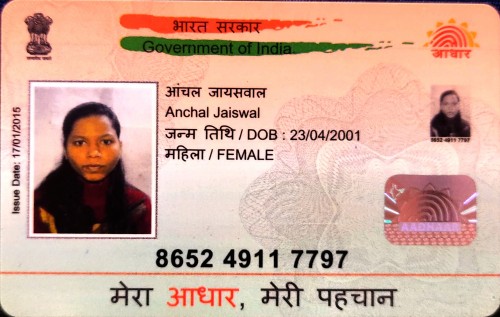 भारत सरकार
Government of India
आधार
Issue Date: 17/01/2015
आंचल जायसवाल
Anchal Jaiswal
जन्म तिथि / DOB : 23/04/2001
महिला / FEMALE
8652 4911 7797
AADHAAR
8652 4911 7797
मेरा आधार, मेरी पहचान